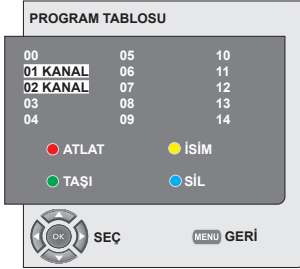 PROGRAM TABLOSU
00 05 10
01 KANAL 06 11
02 KANAL 07 12
03 08 13
04 09 14
ATLAT İSİM
TAŞI SİL
OK SEÇ MENU GERİ